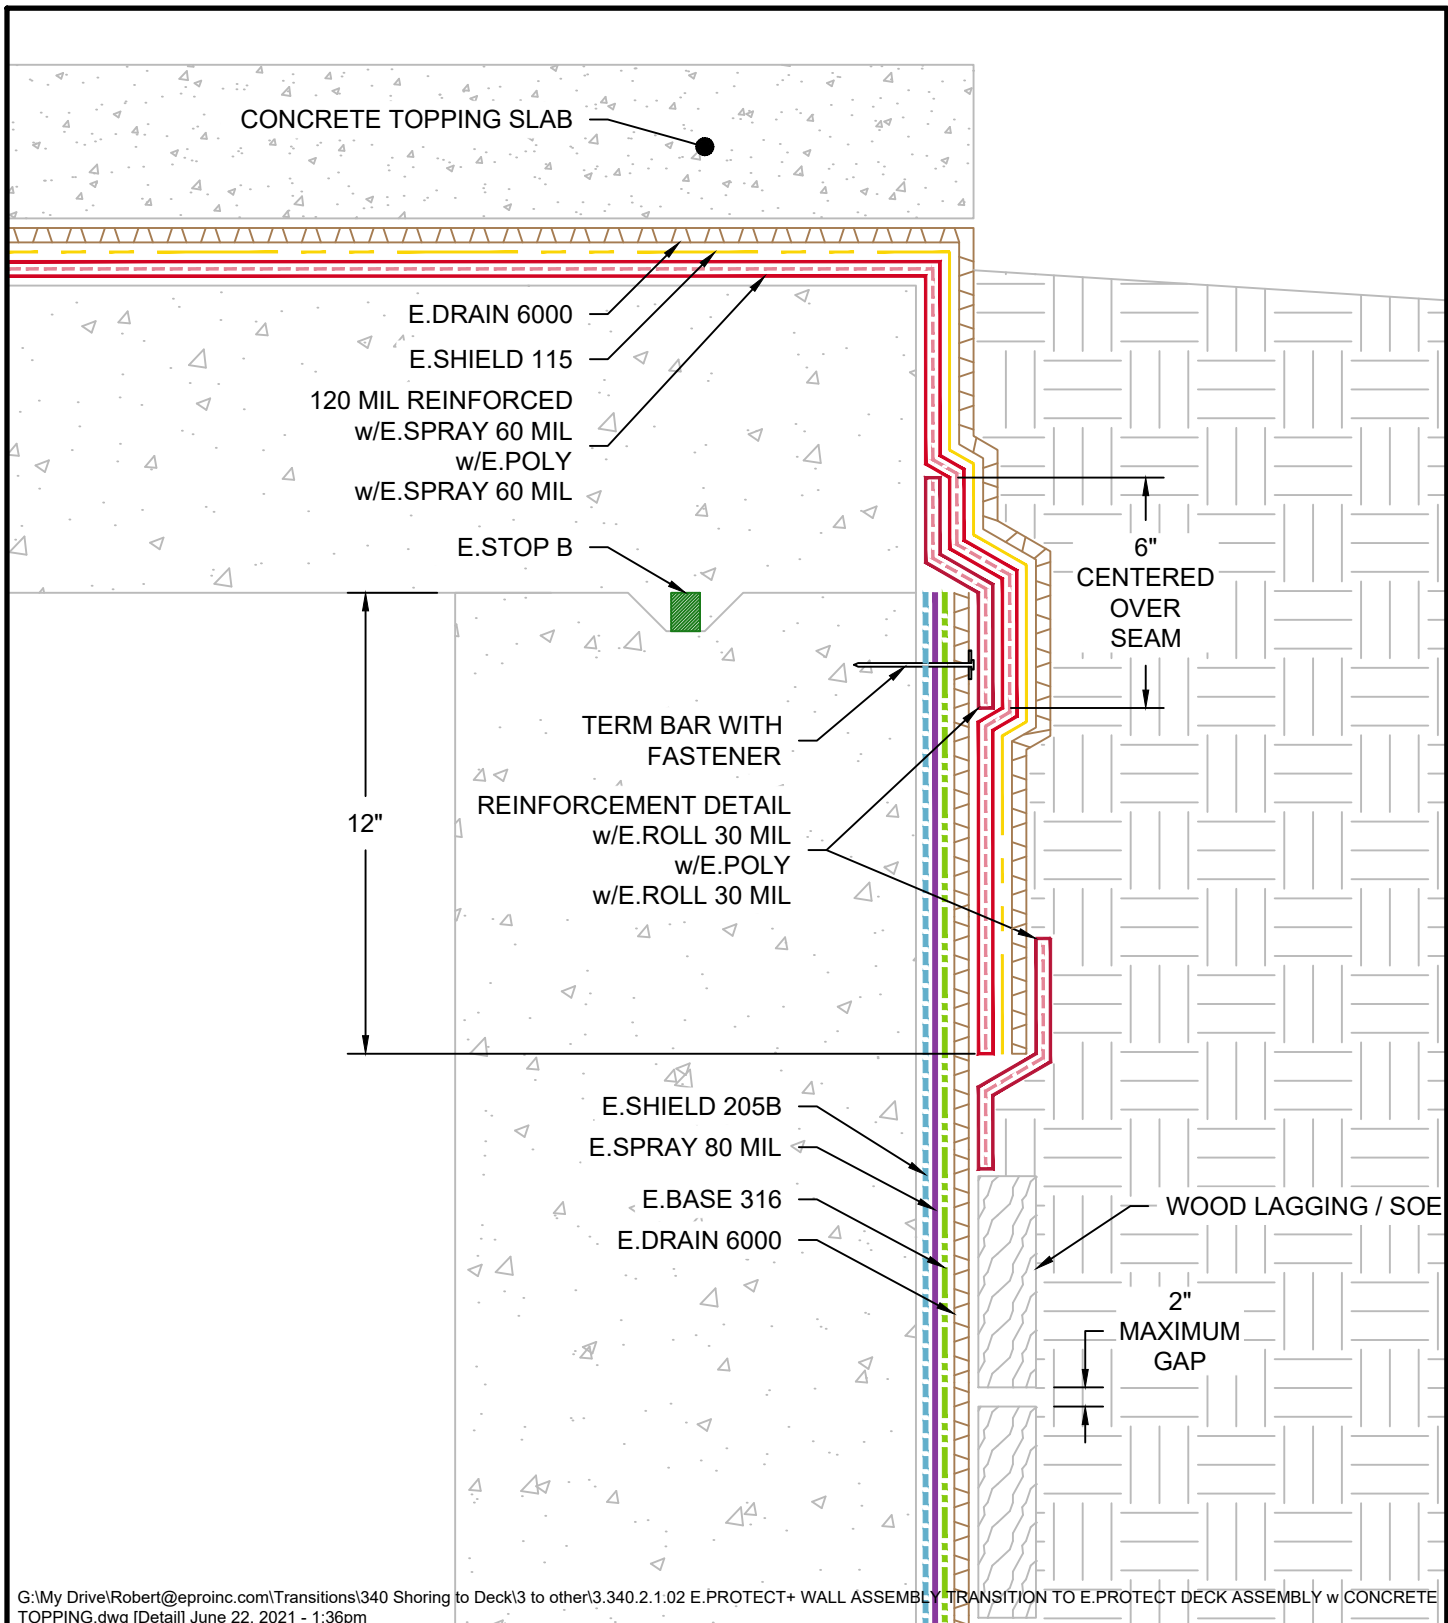 CONCRETE TOPPING SLAB
E.DRAIN 6000
E.SHIELD 115
120 MIL REINFORCED
w/E.SPRAY 60 MIL
w/E.POLY
w/E.SPRAY 60 MIL
E.STOP B
6"
CENTERED
OVER
SEAM
TERM BAR WITH
FASTENER
12"
REINFORCEMENT DETAIL
w/E.ROLL 30 MIL
w/E.POLY
w/E.ROLL 30 MIL
E.SHIELD 205B
E.SPRAY 80 MIL
E.BASE 316
E.DRAIN 6000
WOOD LAGGING / SOE
2"
MAXIMUM
GAP
G:\My Drive\Robert@eproinc.com\Transitions\340 Shoring to Deck\3 to other\3.340.2.1:02 E.PROTECT+ WALL ASSEMBLY TRANSITION TO E.PROTECT DECK ASSEMBLY w CONCRETE
TOPPING.dwg [Detail] June 22, 2021 - 1:36pm